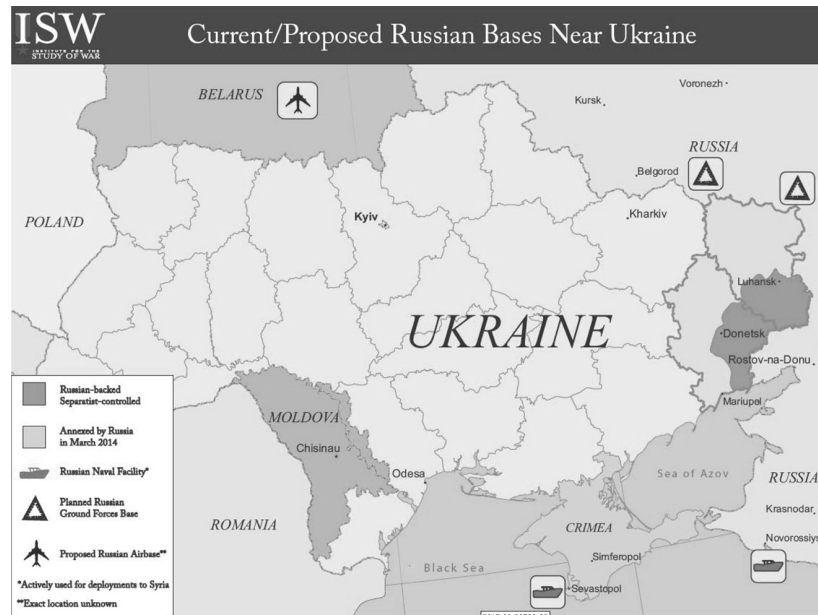 ISW
INSTITUTE FOR THE
STUDY OF WAR
Current/Proposed Russian Bases Near Ukraine
Voronezh
BELARUS
Kursk
RUSSIA
Belgorod
POLAND
Kyiv
Kharkiv
Luhansk
UKRAINE
Donetsk
Rostov-na-Donu
Russian-backed
Separatist-controlled
Mariupol
MOLDOVA
Annexed by Russia
in March 2014
Chisinau
Odesa
Sea of Azov
RUSSIA
Russian Naval Facility*
Planned Russian
Ground Forces Base
Krasnodar
ROMANIA
CRIMEA
Novorossiys
Proposed Russian Airbase**
Simferopol
Black Sea
*Actively used for deployments to Syria
Sevastopol
**Exact location unknown